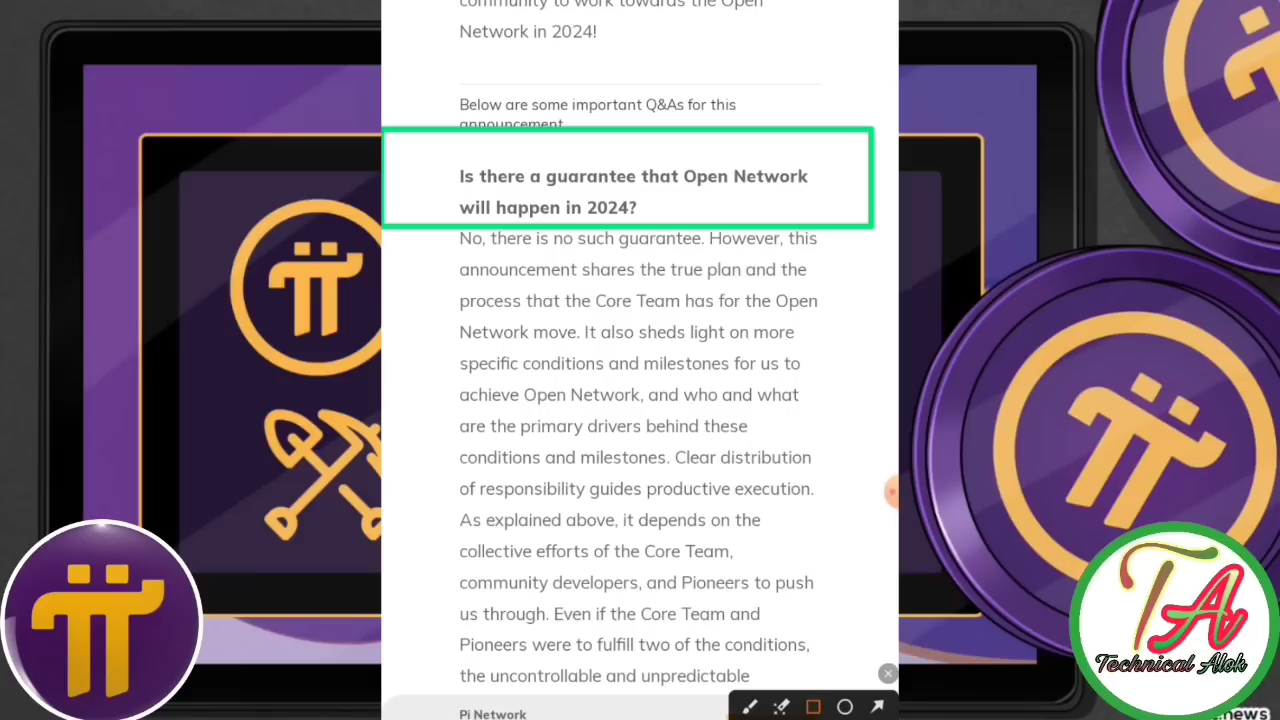 community to work towards the Open
Network in 2024!
Below are some important Q&As for this
announcement
Is there a guarantee that Open Network
will happen in 2024?
No, there is no such guarantee. However, this
announcement shares the true plan and the
process that the Core Team has for the Open
Network move. It also sheds light on more
specific conditions and milestones for us to
achieve Open Network, and who and what
are the primary drivers behind these
conditions and milestones. Clear distribution
of responsibility guides productive execution.
As explained above, it depends on the
collective efforts of the Core Team,
community developers, and Pioneers to push
us through. Even if the Core Team and
Pioneers were to fulfill two of the conditions,
the uncontrollable and unpredictable
Pi Network
TA
Technical Alok
news